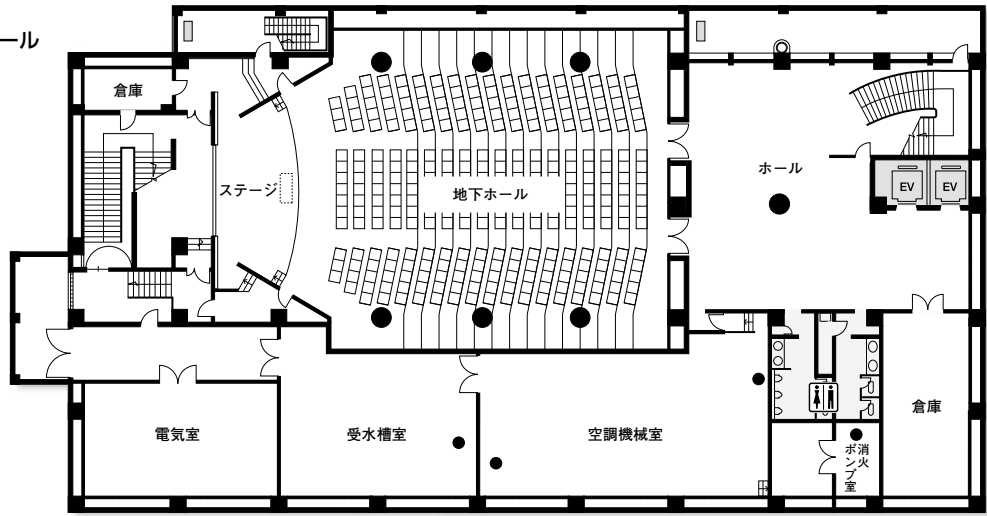 ール
倉庫
ステージ
地下ホール
ホール
EV
EV
電気室
受水槽室
空調機械室
消火
ポンプ室
倉庫